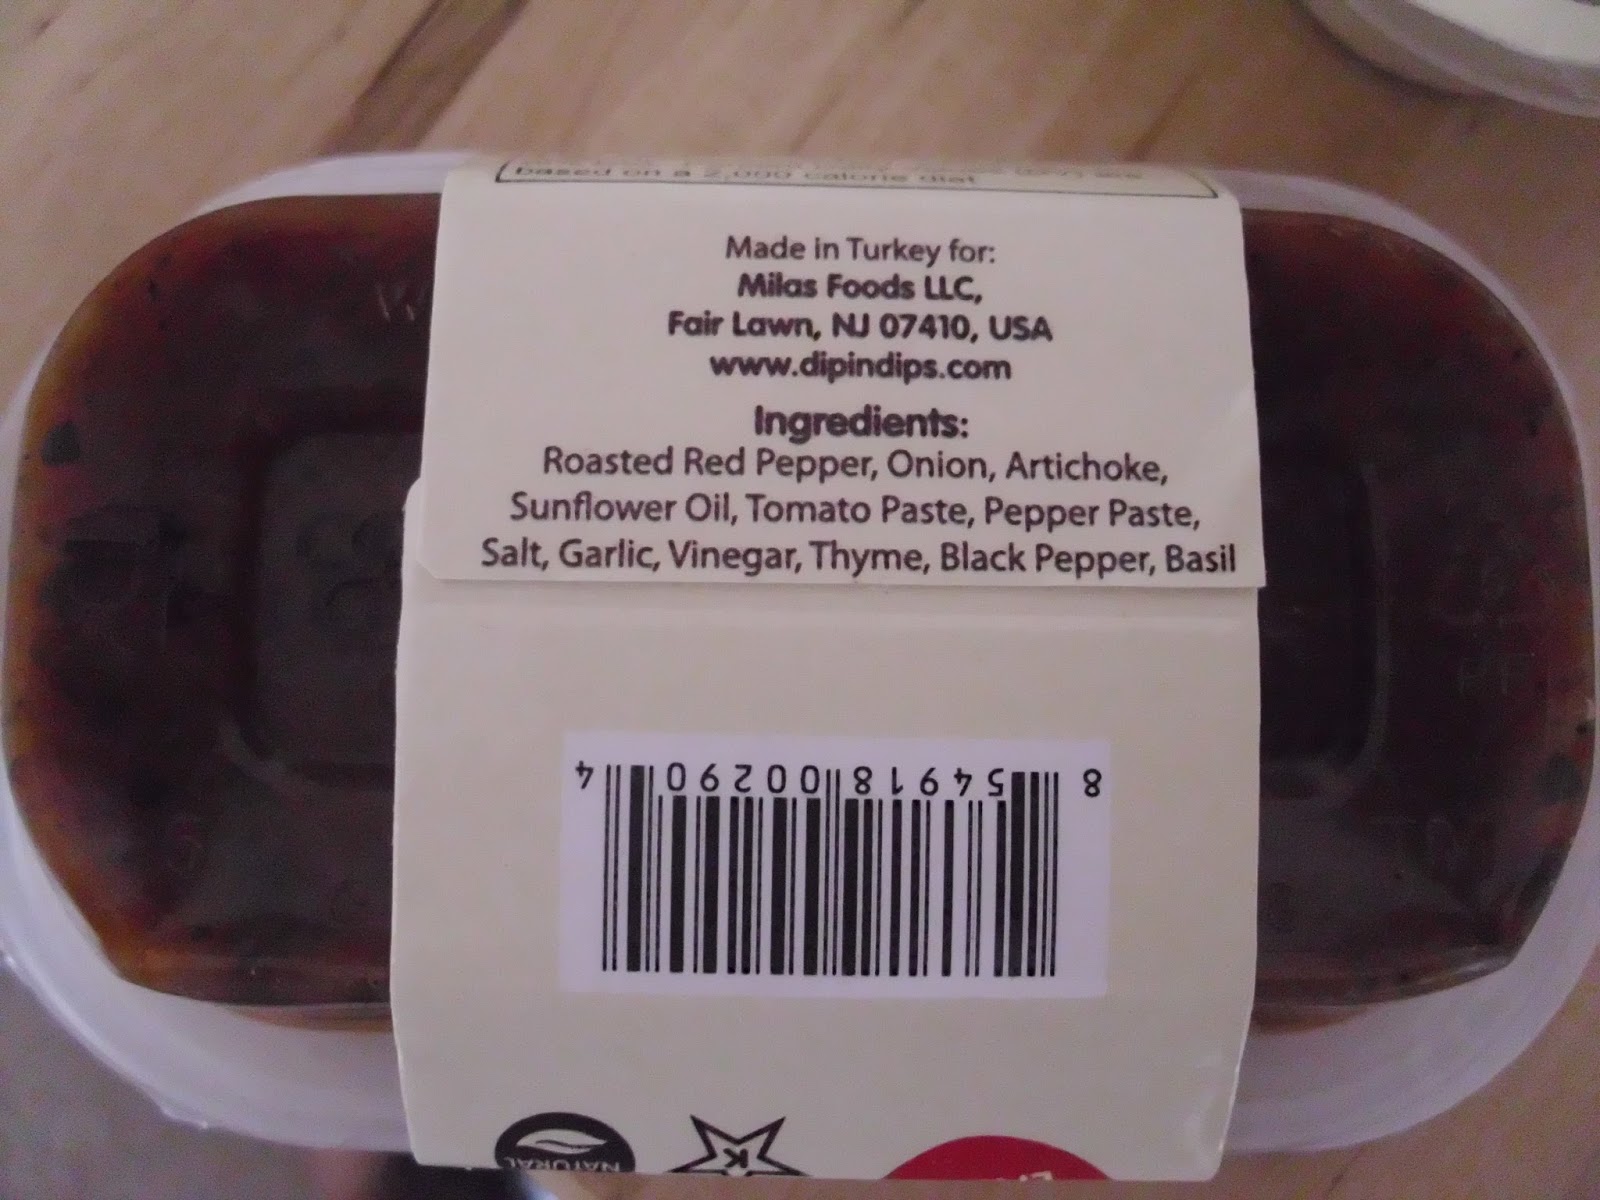 based on a 2,000 calorie diet
Made in Turkey for:
Milas Foods LLC,
Fair Lawn, NJ 07410, USA
www.dipindips.com
Ingredients:
Roasted Red Pepper, Onion, Artichoke,
Sunflower Oil, Tomato Paste, Pepper Paste,
Salt, Garlic, Vinegar, Thyme, Black Pepper, Basil
8 54918 00290 4
NATURAL
K